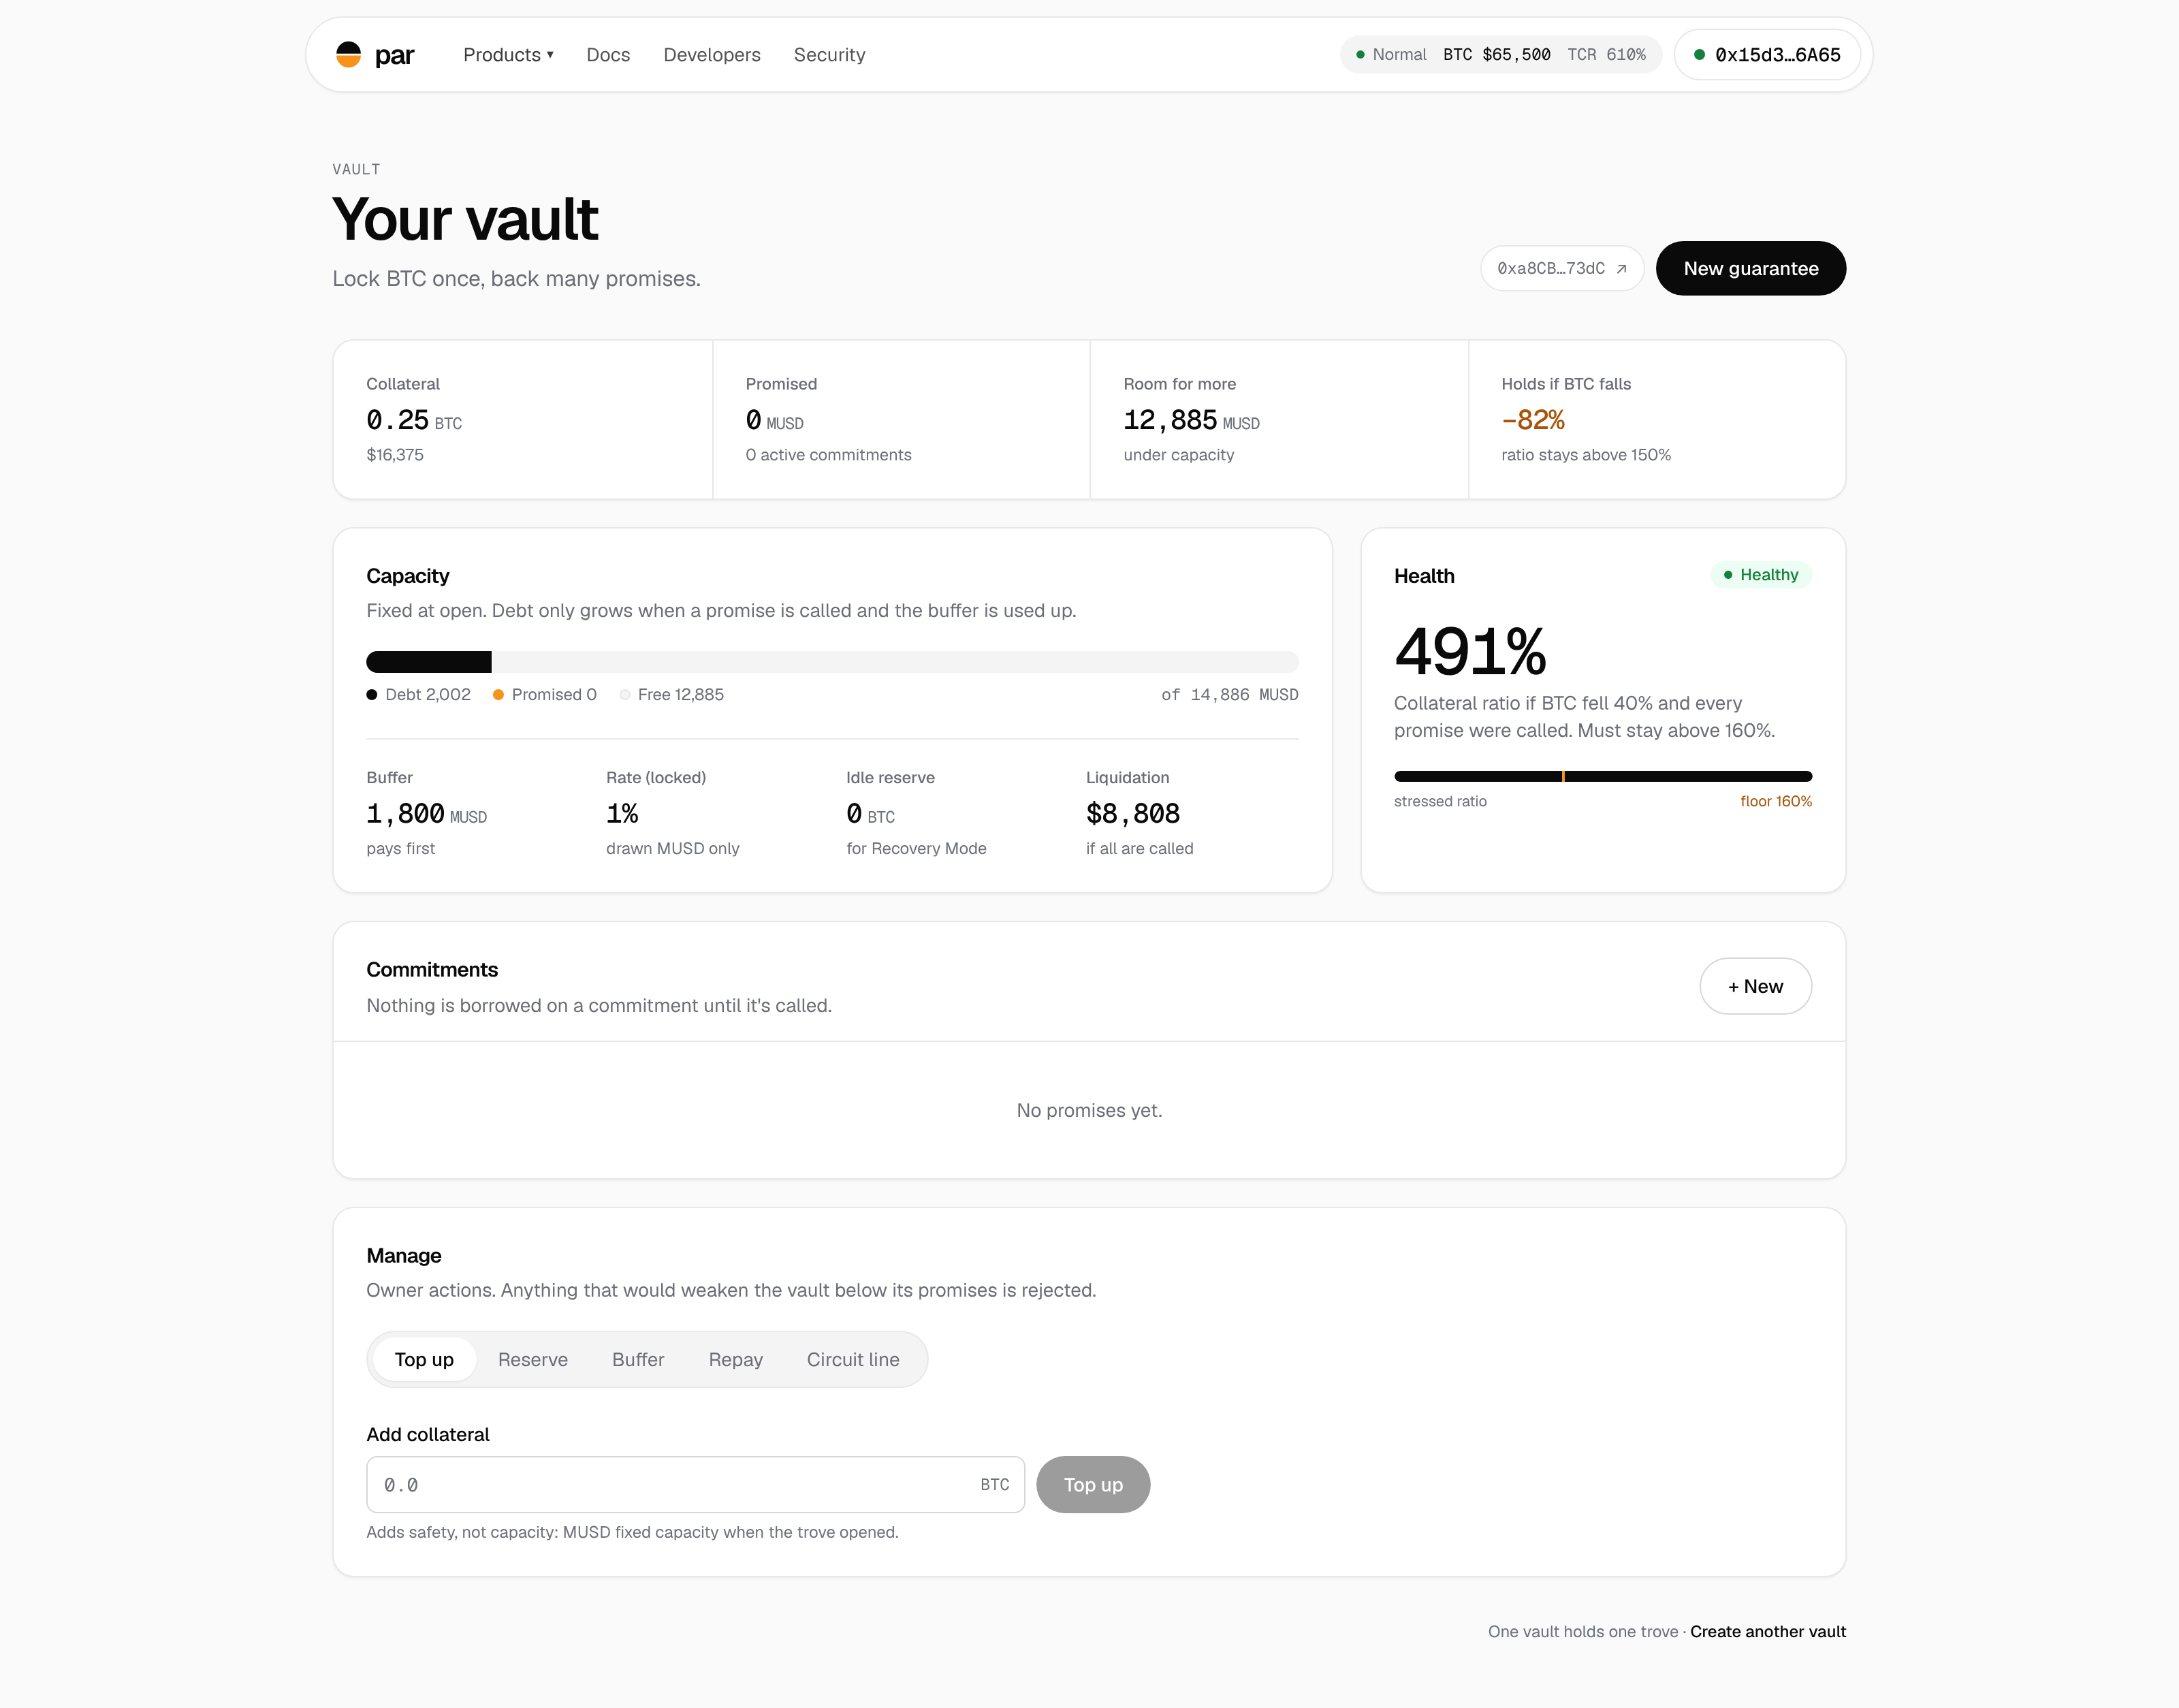 par
Products ▾ Docs Developers Security
Normal BTC $65,500 TCR 610%
0x15d3…6A65
VAULT
Your vault
Lock BTC once, back many promises.
0xa8CB…73dC ↗
New guarantee
Collateral
0.25 BTC
$16,375
Promised
0 MUSD
0 active commitments
Room for more
12,885 MUSD
under capacity
Holds if BTC falls
−82%
ratio stays above 150%
Capacity
Fixed at open. Debt only grows when a promise is called and the buffer is used up.
Debt 2,002 Promised 0 Free 12,885 of 14,886 MUSD
Buffer
1,800 MUSD
pays first
Rate (locked)
1%
drawn MUSD only
Idle reserve
0 BTC
for Recovery Mode
Liquidation
$8,808
if all are called
Health
Healthy
491%
Collateral ratio if BTC fell 40% and every
promise were called. Must stay above 160%.
stressed ratio floor 160%
Commitments
Nothing is borrowed on a commitment until it's called.
+ New
No promises yet.
Manage
Owner actions. Anything that would weaken the vault below its promises is rejected.
Top up Reserve Buffer Repay Circuit line
Add collateral
0.0 BTC
Top up
Adds safety, not capacity: MUSD fixed capacity when the trove opened.
One vault holds one trove · Create another vault